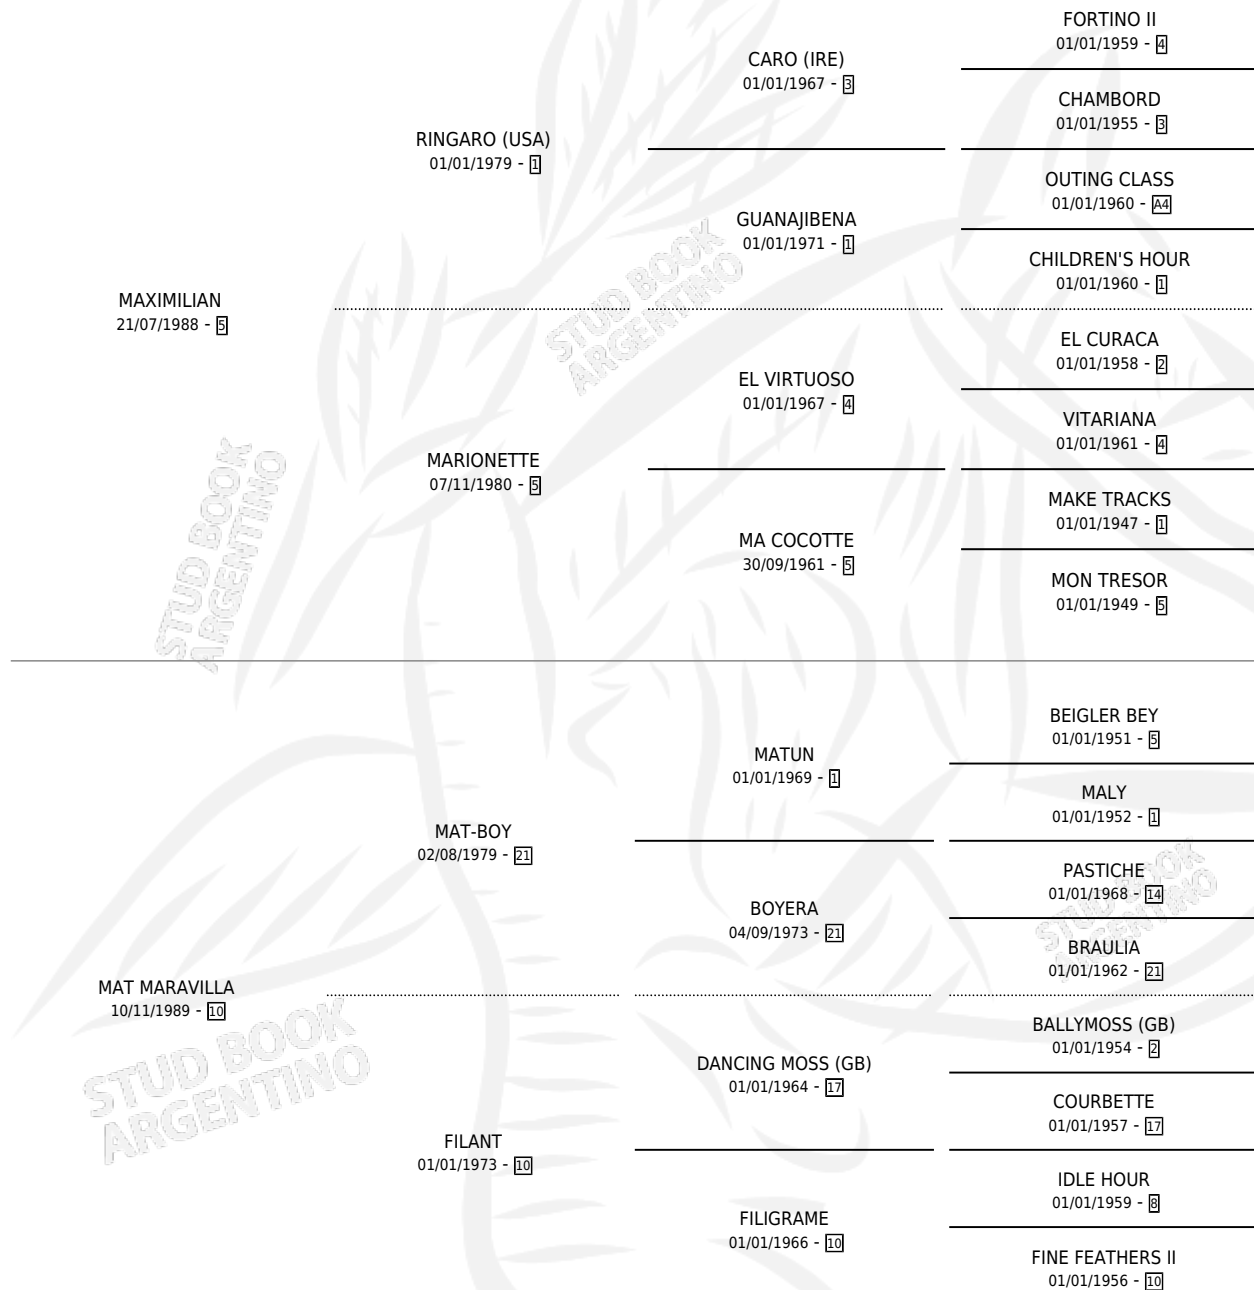 FORTINO II
01/01/1959 - 4
CARO (IRE)
01/01/1967 - 3
CHAMBORD
01/01/1955 - 3
RINGARO (USA)
01/01/1979 - 1
OUTING CLASS
01/01/1960 - A4
GUANAJIBENA
01/01/1971 - 1
CHILDREN'S HOUR
01/01/1960 - 1
MAXIMILIAN
21/07/1988 - 5
EL CURACA
01/01/1958 - 2
EL VIRTUOSO
01/01/1967 - 4
VITARIANA
01/01/1961 - 4
MARIONETTE
07/11/1980 - 5
MAKE TRACKS
01/01/1947 - 1
MA COCOTTE
30/09/1961 - 5
MON TRESOR
01/01/1949 - 5
BEIGLER BEY
01/01/1951 - 5
MATUN
01/01/1969 - 1
MALY
01/01/1952 - 1
MAT-BOY
02/08/1979 - 21
PASTICHE
01/01/1968 - 14
BOYERA
04/09/1973 - 21
BRAULIA
01/01/1962 - 21
MAT MARAVILLA
10/11/1989 - 10
BALLYMOSS (GB)
01/01/1954 - 2
DANCING MOSS (GB)
01/01/1964 - 17
COURBETTE
01/01/1957 - 17
FILANT
01/01/1973 - 10
IDLE HOUR
01/01/1959 - 8
FILIGRAME
01/01/1966 - 10
FINE FEATHERS II
01/01/1956 - 10
STUD BOOK
ARGENTINO
STUD BOOK
ARGENTINO
STUD BOOK
ARGENTINO
STUD BOOK
ARGENTINO